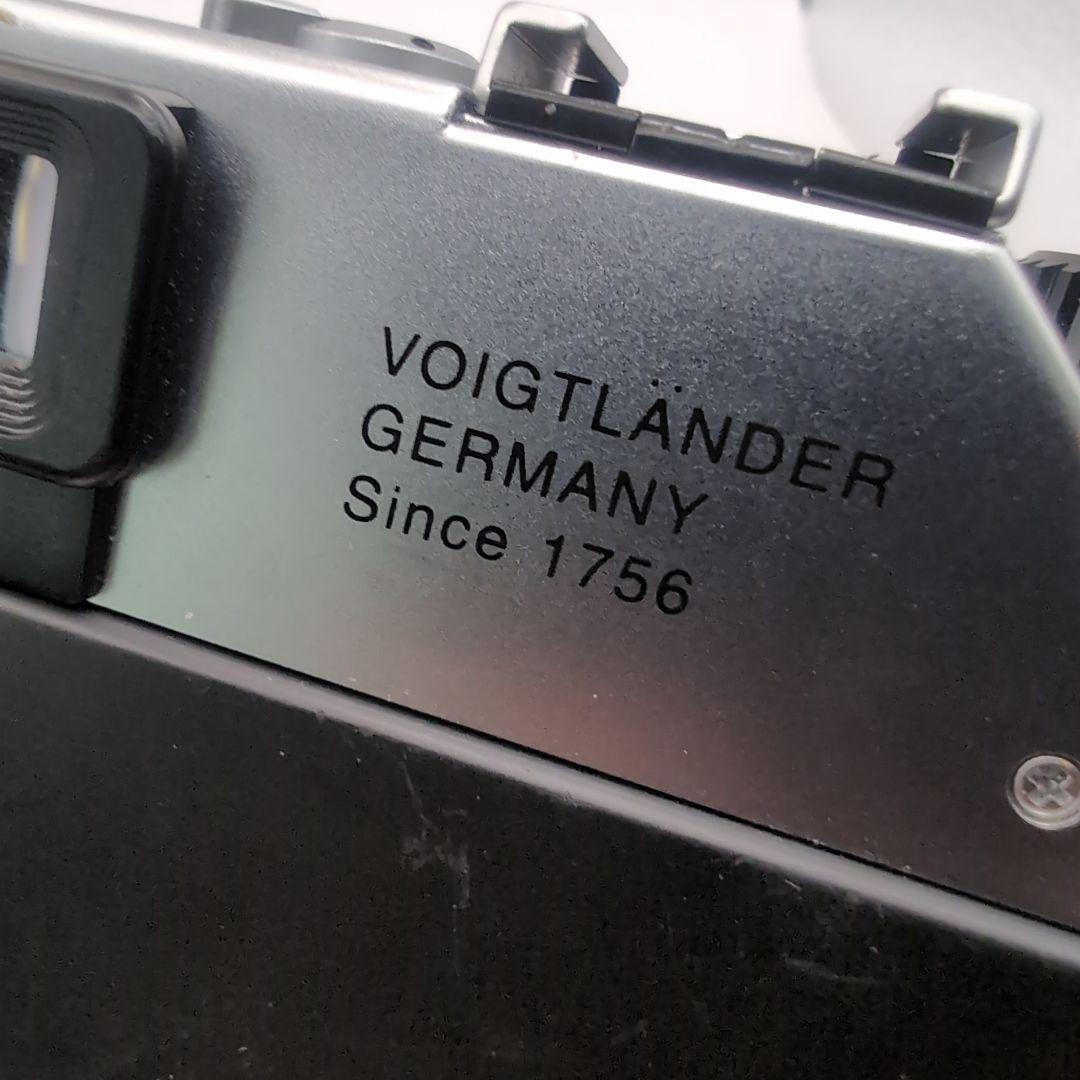 VOIGTLÄNDER
GERMANY
Since 1756